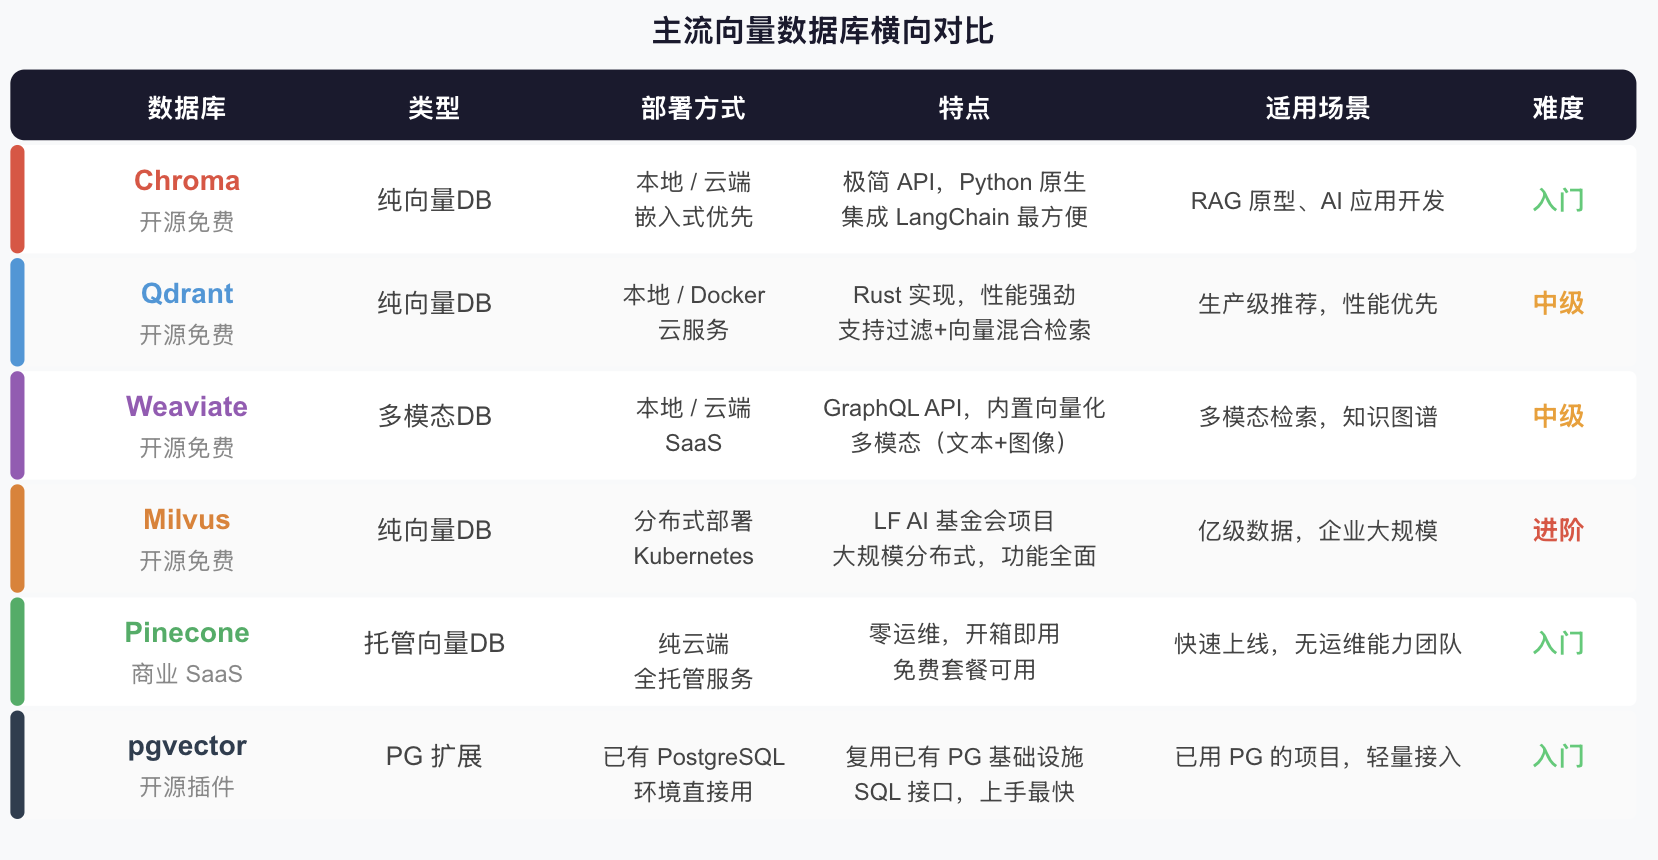 主流向量数据库横向对比
数据库 类型 部署方式 特点 适用场景 难度
Chroma
开源免费
纯向量DB
本地 / 云端
嵌入式优先
极简 API，Python 原生
集成 LangChain 最方便
RAG 原型、AI 应用开发
入门
Qdrant
开源免费
纯向量DB
本地 / Docker
云服务
Rust 实现，性能强劲
支持过滤+向量混合检索
生产级推荐，性能优先
中级
Weaviate
开源免费
多模态DB
本地 / 云端
SaaS
GraphQL API，内置向量化
多模态（文本+图像）
多模态检索，知识图谱
中级
Milvus
开源免费
纯向量DB
分布式部署
Kubernetes
LF AI 基金会项目
大规模分布式，功能全面
亿级数据，企业大规模
进阶
Pinecone
商业 SaaS
托管向量DB
纯云端
全托管服务
零运维，开箱即用
免费套餐可用
快速上线，无运维能力团队
入门
pgvector
开源插件
PG 扩展
已有 PostgreSQL
环境直接用
复用已有 PG 基础设施
SQL 接口，上手最快
已用 PG 的项目，轻量接入
入门